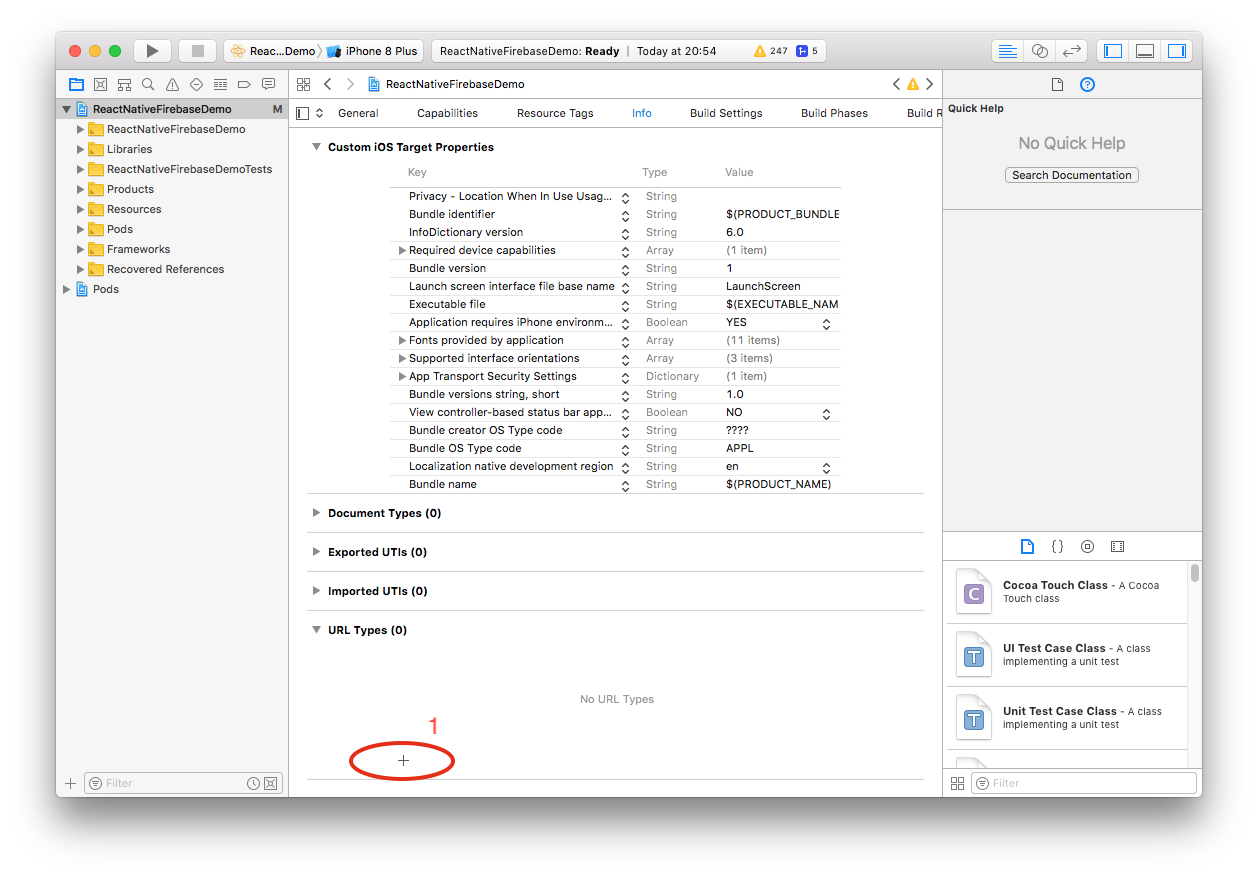 Reac...Demo
iPhone 8 Plus
ReactNativeFirebaseDemo: Ready | Today at 20:54
247
5
ReactNativeFirebaseDemo
General Capabilities Resource Tags Info Build Settings Build Phases Build R
ReactNativeFirebaseDemo M
ReactNativeFirebaseDemo
Libraries
ReactNativeFirebaseDemoTests
Products
Resources
Pods
Frameworks
Recovered References
Pods
Filter
Custom iOS Target Properties
Key Type Value
Privacy - Location When In Use Usag... String
Bundle identifier String $(PRODUCT_BUNDLE
InfoDictionary version String 6.0
Required device capabilities Array (1 item)
Bundle version String 1
Launch screen interface file base name String LaunchScreen
Executable file String $(EXECUTABLE_NAM
Application requires iPhone environm... Boolean YES
Fonts provided by application Array (11 items)
Supported interface orientations Array (3 items)
App Transport Security Settings Dictionary (1 item)
Bundle versions string, short String 1.0
View controller-based status bar app... Boolean NO
Bundle creator OS Type code String ????
Bundle OS Type code String APPL
Localization native development region String en
Bundle name String $(PRODUCT_NAME)
Document Types (0)
Exported UTIs (0)
Imported UTIs (0)
URL Types (0)
No URL Types
1
+
Quick Help
No Quick Help
Search Documentation
{}
C
Cocoa Touch Class - A Cocoa
Touch class
T
UI Test Case Class - A class
implementing a unit test
T
Unit Test Case Class - A class
implementing a unit test
Filter